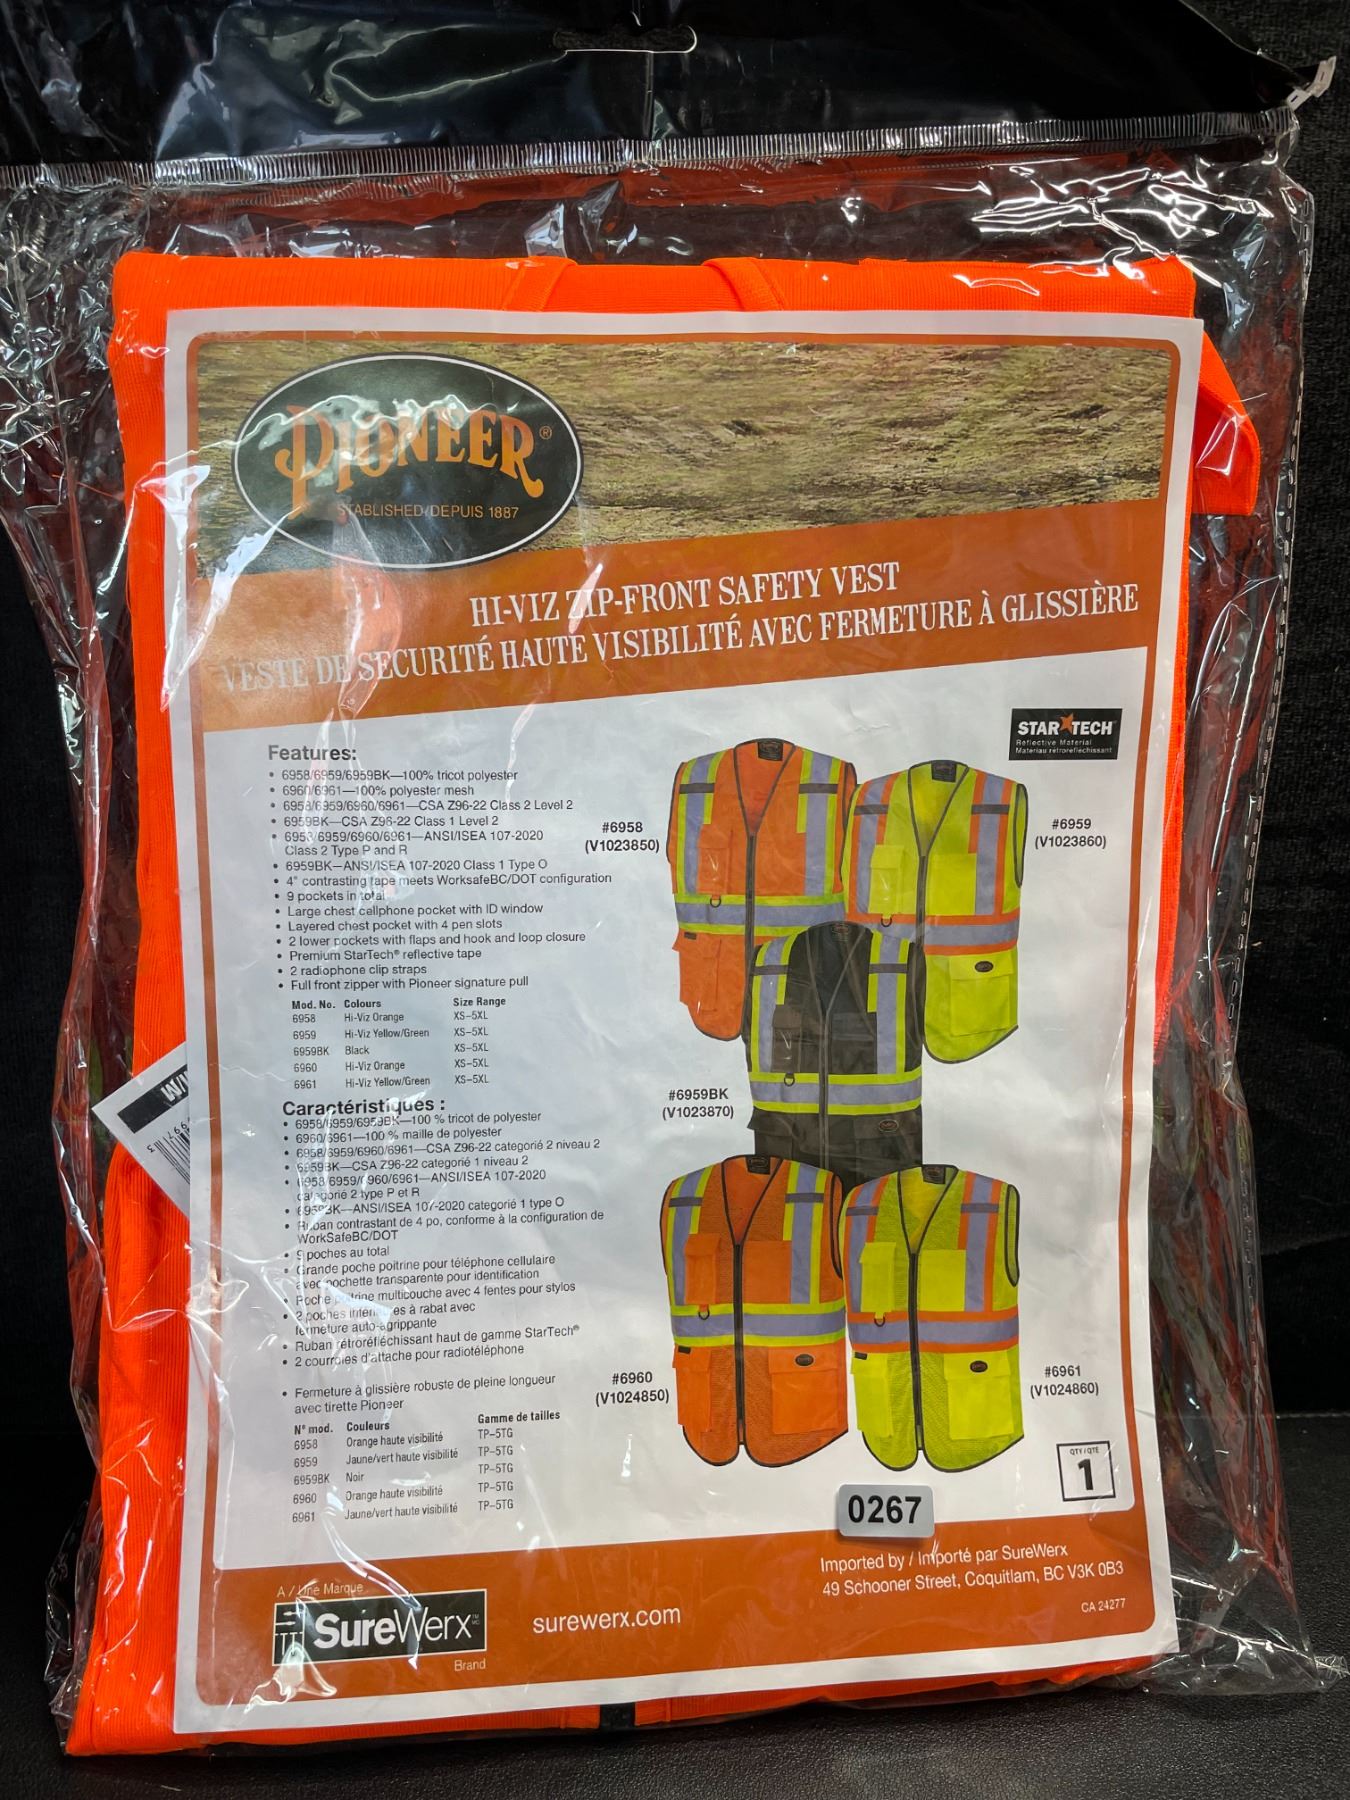 PIONEER®
STABLISHED/DEPUIS 1887
HI-VIZ ZIP-FRONT SAFETY VEST
VESTE DE SECURITÉ HAUTE VISIBILITÉ AVEC FERMETURE À GLISSIÈRE
STAR TECH
Reflective Material
Materiau rétroreflechissant
Features:
• 6958/6959/6959BK—100% tricot polyester
• 6960/6961—100% polyester mesh
• 6958/6959/6960/6961—CSA Z96-22 Class 2 Level 2
• 6959BK—CSA Z96-22 Class 1 Level 2
• 6958/6959/6960/6961—ANSI/ISEA 107-2020
Class 2 Type P and R
• 6959BK—ANSI/ISEA 107-2020 Class 1 Type O
• 4" contrasting tape meets WorksafeBC/DOT configuration
• 9 pockets in total
• Large chest cellphone pocket with ID window
• Layered chest pocket with 4 pen slots
• 2 lower pockets with flaps and hook and loop closure
• Premium StarTech® reflective tape
• 2 radiophone clip straps
• Full front zipper with Pioneer signature pull
Mod. No. Colours Size Range
6958 Hi-Viz Orange XS–5XL
6959 Hi-Viz Yellow/Green XS–5XL
6959BK Black XS–5XL
6960 Hi-Viz Orange XS–5XL
6961 Hi-Viz Yellow/Green XS–5XL
Caractéristiques :
• 6958/6959/6959BK—100 % tricot de polyester
• 6960/6961—100 % maille de polyester
• 6958/6959/6960/6961—CSA Z96-22 categorié 2 niveau 2
• 6959BK—CSA Z96-22 categorié 1 niveau 2
• 6958/6959/6960/6961—ANSI/ISEA 107-2020
categorié 2 type P et R
• 6959BK--ANSI/ISEA 107-2020 categorié 1 type O
• Ruban contrastant de 4 po, conforme à la configuration de
WorkSafeBC/DOT
• 9 poches au total
• Grande poche poitrine pour téléphone cellulaire
avec pochette transparente pour identification
• Poche poitrine multicouche avec 4 fentes pour stylos
• 2 poches à rabat avec
fermeture auto-agrippante
• Ruban rétroréfléchissant haut de gamme StarTech®
• 2 courroies d'attache pour radiotéléphone
• Fermeture à glissière robuste de pleine longueur
avec tirette Pioneer
N° mod. Couleurs Gamme de tailles
6958 Orange haute visibilité TP–5TG
6959 Jaune/vert haute visibilité TP–5TG
6959BK Noir TP–5TG
6960 Orange haute visibilité TP–5TG
6961 Jaune/vert haute visibilité TP–5TG
#6958
(V1023850)
#6959
(V1023860)
#6959BK
(V1023870)
#6960
(V1024850)
#6961
(V1024860)
QTY/QTÉ
1
0267
A / Une Marque
SureWerx
Brand
surewerx.com
Imported by / Importé par SureWerx
49 Schooner Street, Coquitlam, BC V3K 0B3
CA 24277